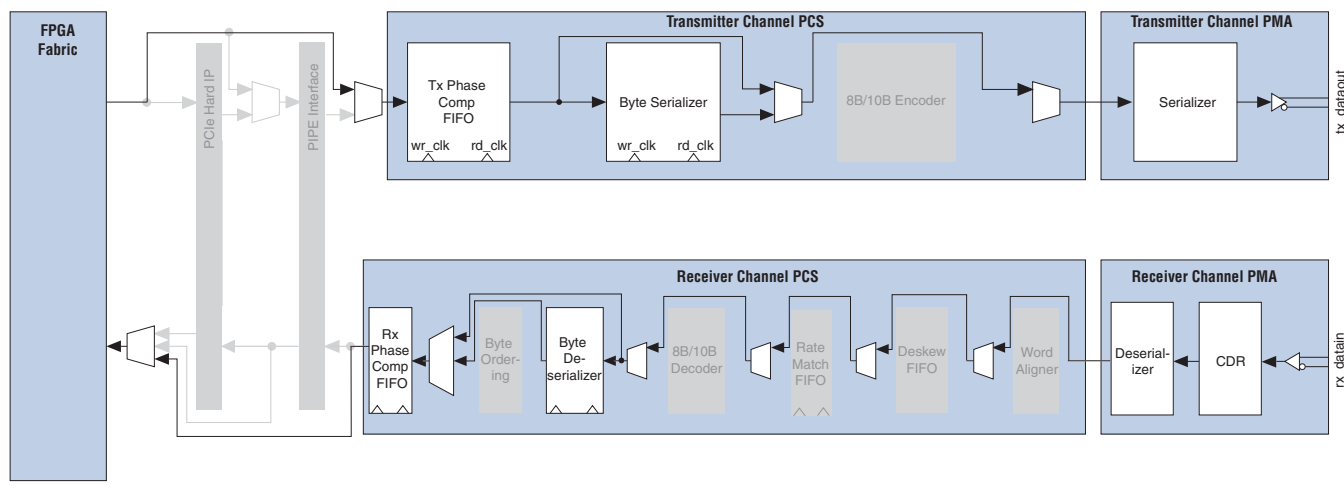 FPGA
Fabric
PCIe Hard IP
PIPE Interface
Transmitter Channel PCS
Tx Phase
Comp
FIFO
wr_clk
rd_clk
Byte Serializer
wr_clk
rd_clk
8B/10B Encoder
Transmitter Channel PMA
Serializer
tx_dataout
Receiver Channel PCS
Rx
Phase
Comp
FIFO
Byte
Order-
ing
Byte
De-
serializer
8B/10B
Decoder
Rate
Match
FIFO
Deskew
FIFO
Word
Aligner
Receiver Channel PMA
Deserial-
izer
CDR
rx_datain